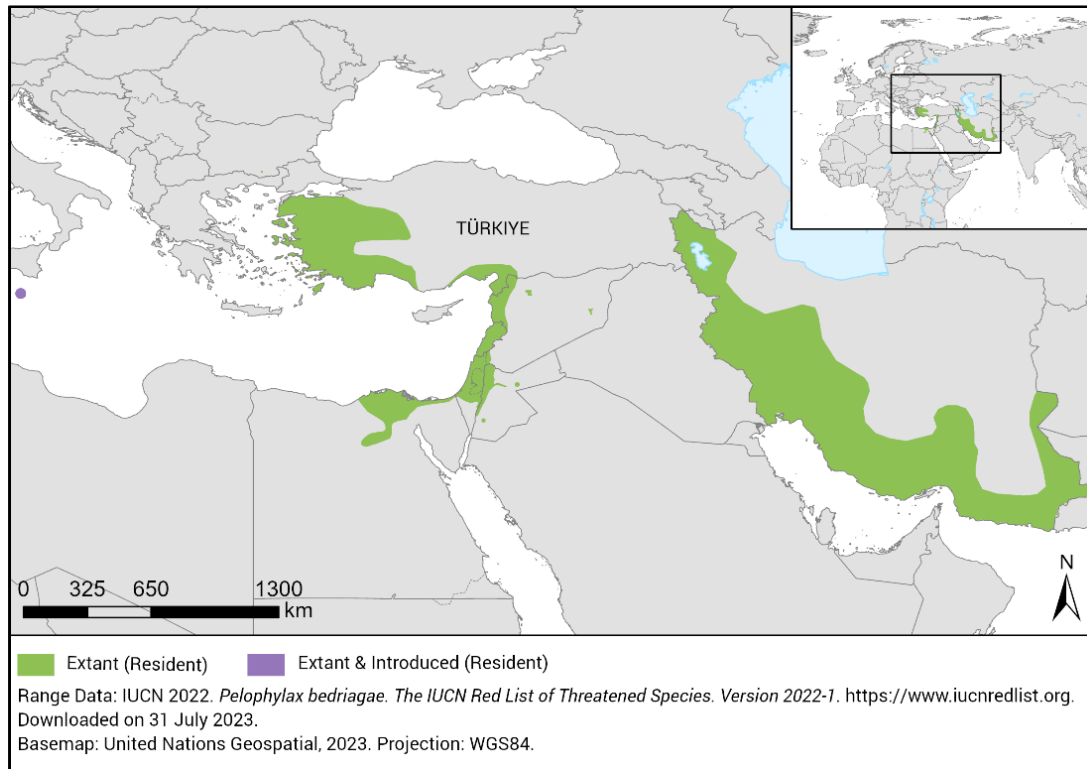 TÜRKIYE
N
0 325 650 1300
km
Extant (Resident) Extant & Introduced (Resident)
Range Data: IUCN 2022. Pelophylax bedriagae. The IUCN Red List of Threatened Species. Version 2022-1. https://www.iucnredlist.org.
Downloaded on 31 July 2023.
Basemap: United Nations Geospatial, 2023. Projection: WGS84.